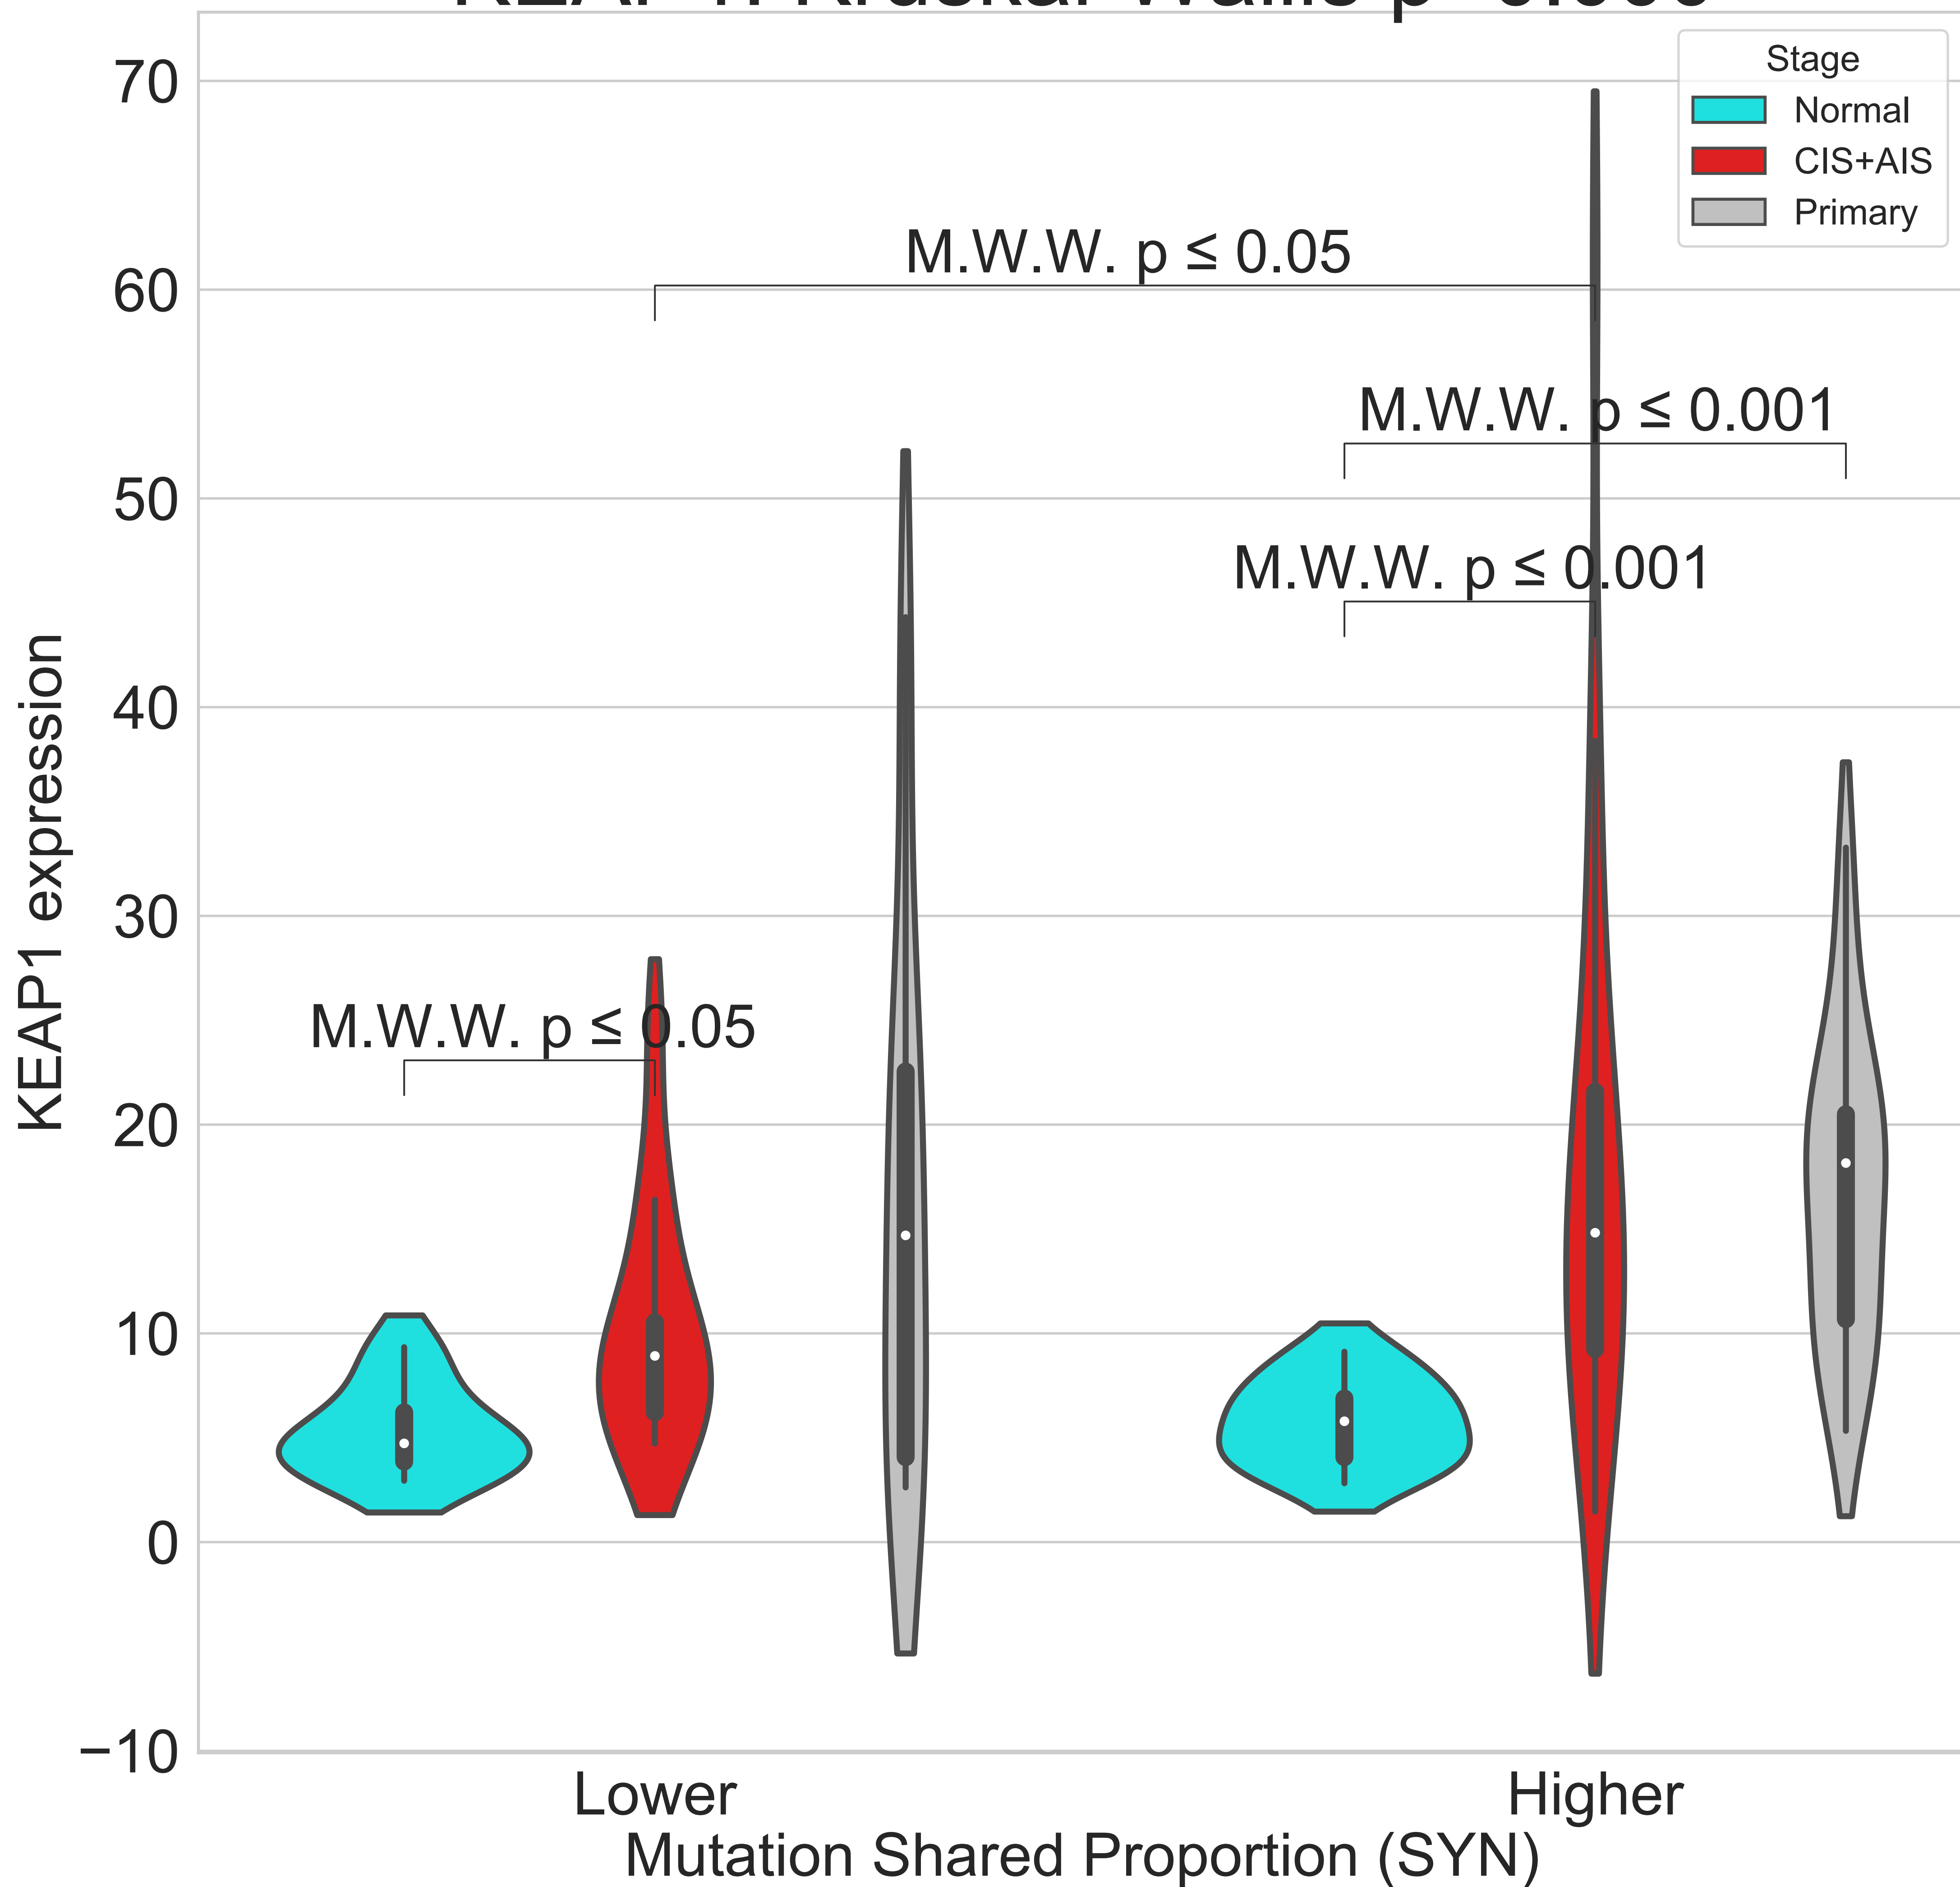 70
60
50
40
30
20
10
0
−10
KEAP1 expression
Stage
Normal
CIS+AIS
Primary
M.W.W. p ≤ 0.05
M.W.W. p ≤ 0.001
M.W.W. p ≤ 0.001
M.W.W. p ≤ 0.05
Lower
Higher
Mutation Shared Proportion (SYN)